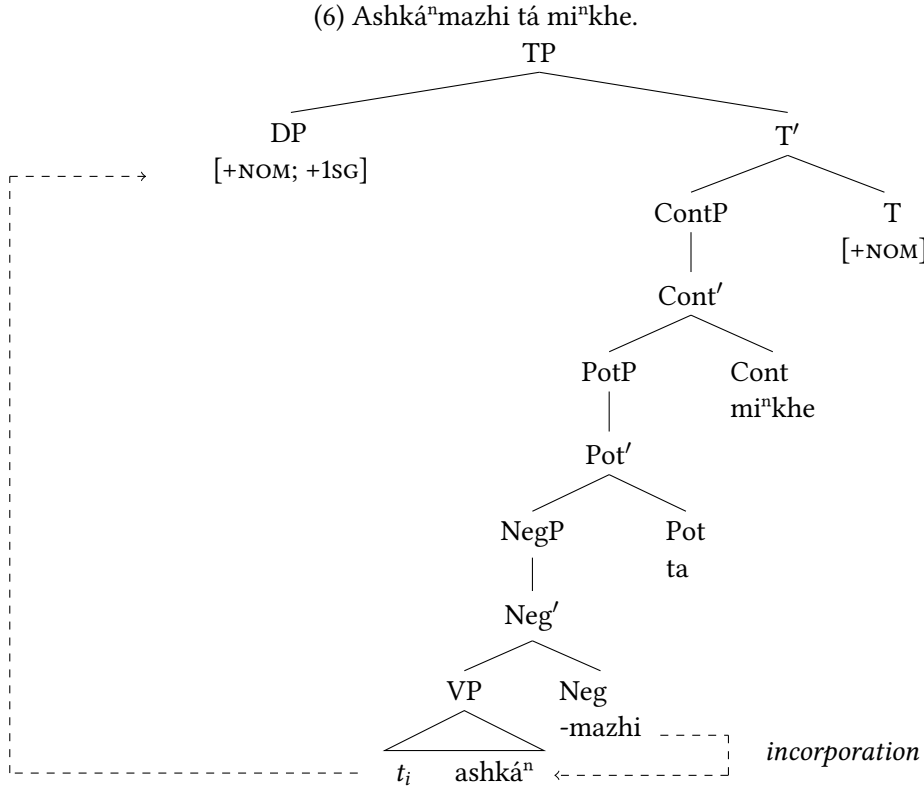 (6) Ashkáⁿmazhi tá miⁿkhe.
TP
DP T′
[+NOM; +1SG]
ContP T
[+NOM]
Cont′
PotP Cont
miⁿkhe
Pot′
NegP Pot
ta
Neg′
VP Neg
-mazhi
incorporation
tᵢ ashkáⁿ